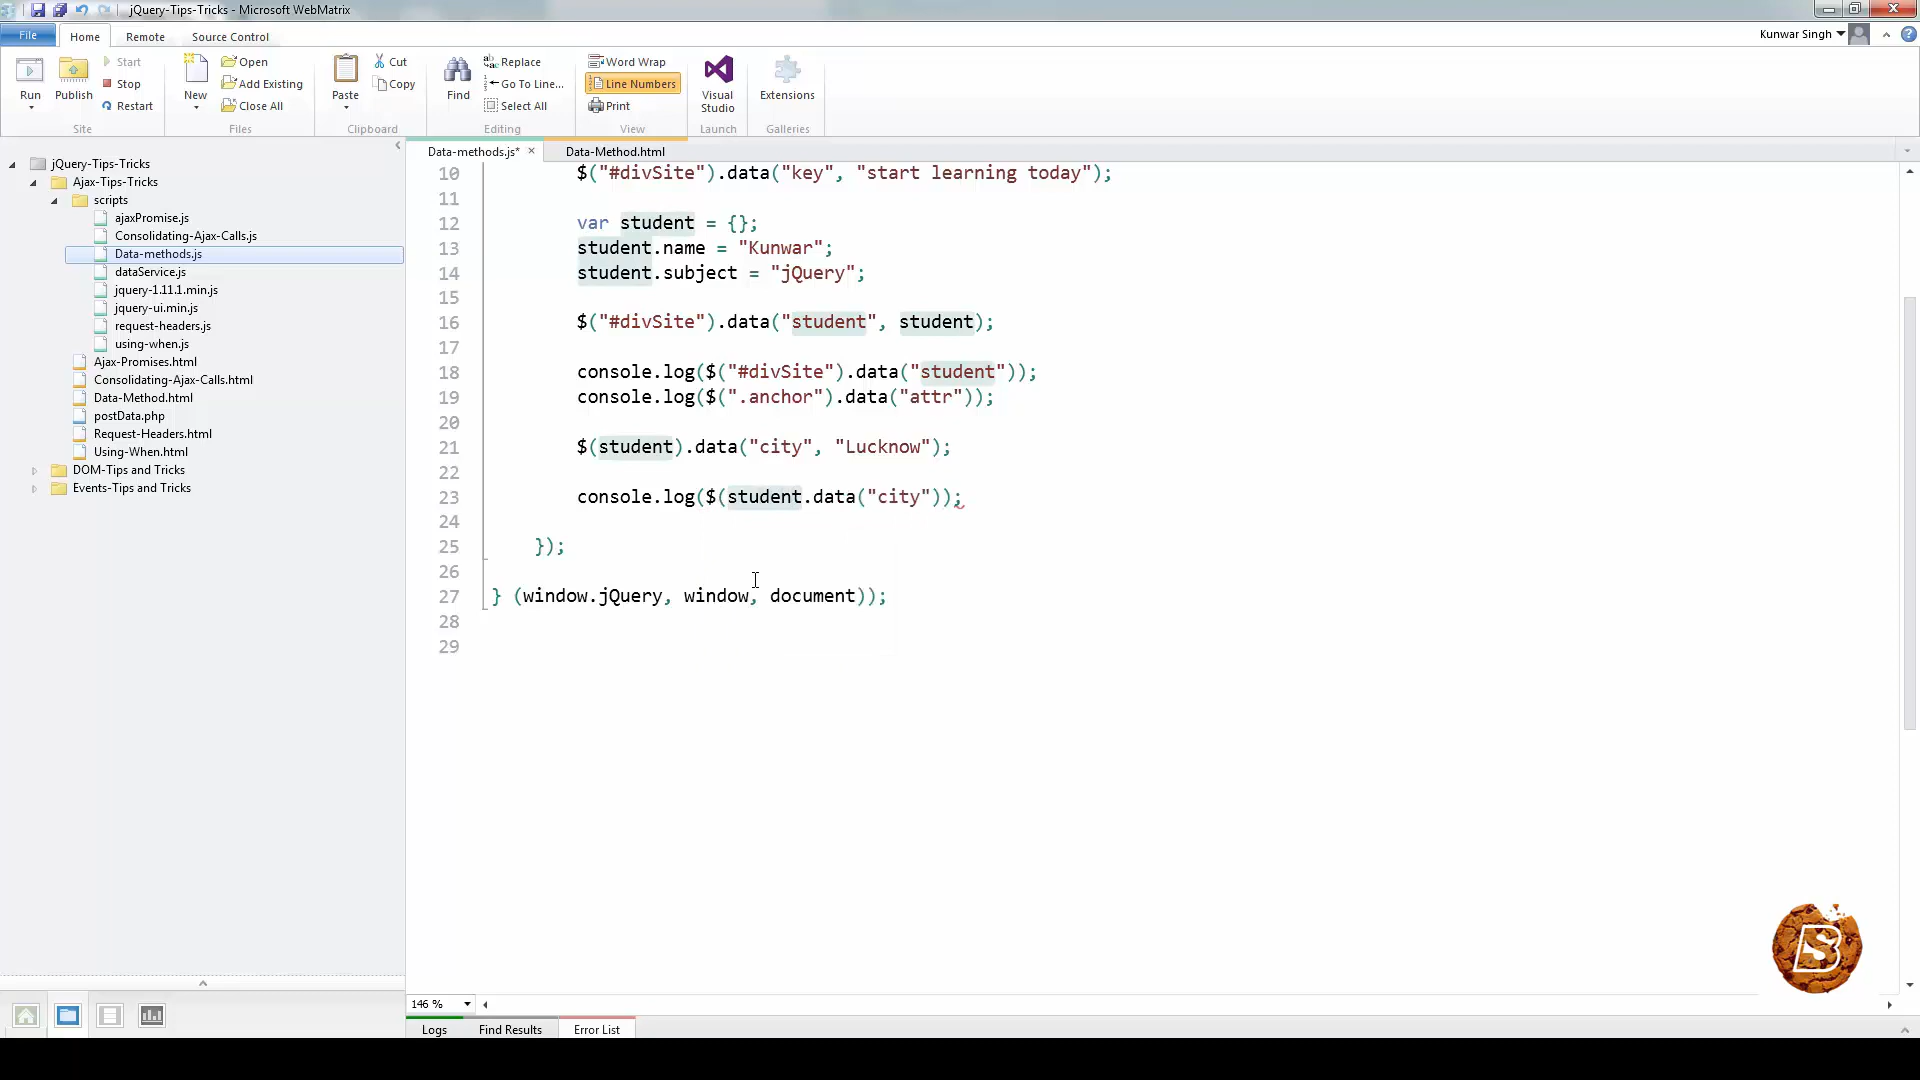 jQuery-Tips-Tricks - Microsoft WebMatrix
File
Home
Remote
Source Control
Kunwar Singh
Run
Publish
Start
Stop
Restart
Site
New
Open
Add Existing
Close All
Files
Paste
Cut
Copy
Clipboard
Find
Replace
Go To Line...
Select All
Editing
Word Wrap
Line Numbers
Print
View
Visual
Studio
Launch
Extensions
Galleries
jQuery-Tips-Tricks
Ajax-Tips-Tricks
scripts
ajaxPromise.js
Consolidating-Ajax-Calls.js
Data-methods.js
dataService.js
jquery-1.11.1.min.js
jquery-ui.min.js
request-headers.js
using-when.js
Ajax-Promises.html
Consolidating-Ajax-Calls.html
Data-Method.html
postData.php
Request-Headers.html
Using-When.html
DOM-Tips and Tricks
Events-Tips and Tricks
Data-methods.js*
Data-Method.html
10 $("#divSite").data("key", "start learning today");
11
12 var student = {};
13 student.name = "Kunwar";
14 student.subject = "jQuery";
15
16 $("#divSite").data("student", student);
17
18 console.log($("#divSite").data("student"));
19 console.log($(".anchor").data("attr"));
20
21 $(student).data("city", "Lucknow");
22
23 console.log($(student.data("city"));
24
25 });
26
27 } (window.jQuery, window, document));
28
29
BS
146 %
Logs
Find Results
Error List